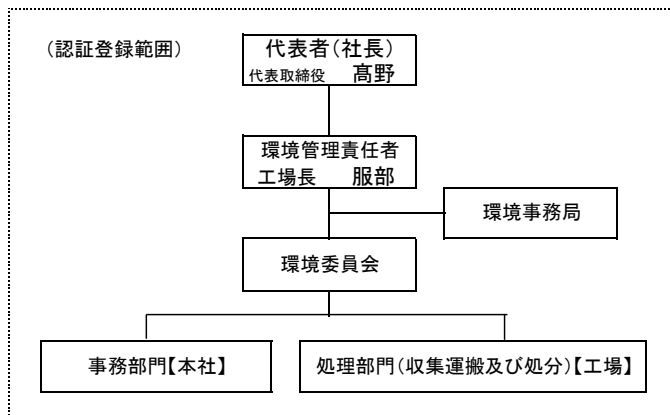 (認証登録範囲)
代表者(社長)
代表取締役 髙野
環境管理責任者
工場長 服部
環境事務局
環境委員会
事務部門【本社】
処理部門(収集運搬及び処分)【工場】